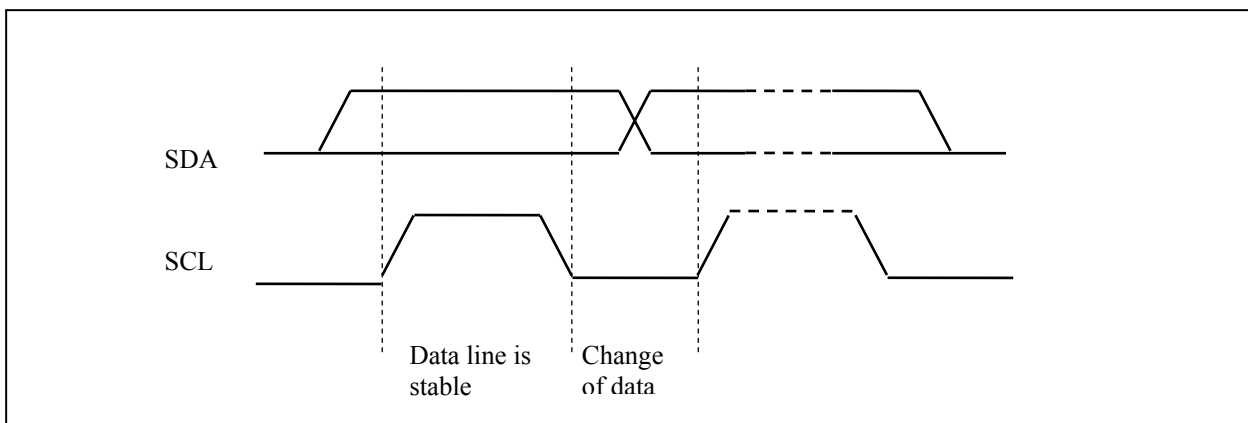 SDA
SCL
Data line is
stable
Change
of data